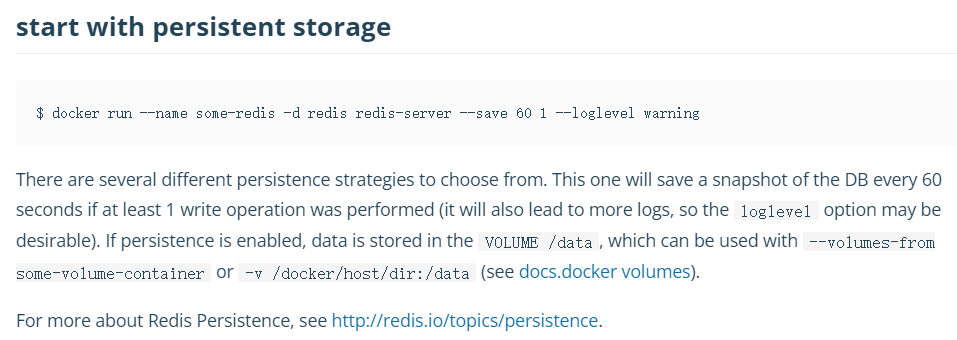 start with persistent storage
$ docker run --name some-redis -d redis redis-server --save 60 1 --loglevel warning
There are several different persistence strategies to choose from. This one will save a snapshot of the DB every 60
seconds if at least 1 write operation was performed (it will also lead to more logs, so the loglevel option may be
desirable). If persistence is enabled, data is stored in the VOLUME /data , which can be used with --volumes-from
some-volume-container or -v /docker/host/dir:/data (see docs.docker volumes).
For more about Redis Persistence, see http://redis.io/topics/persistence.